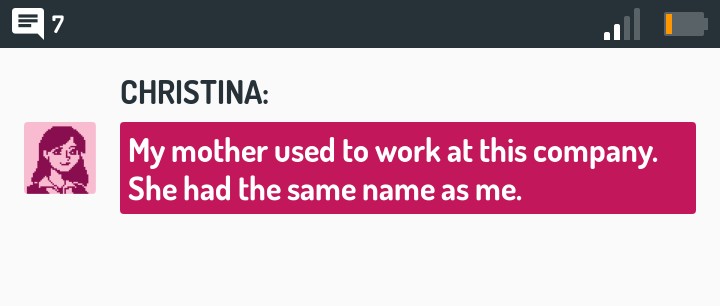 7
CHRISTINA:
My mother used to work at this company.
She had the same name as me.